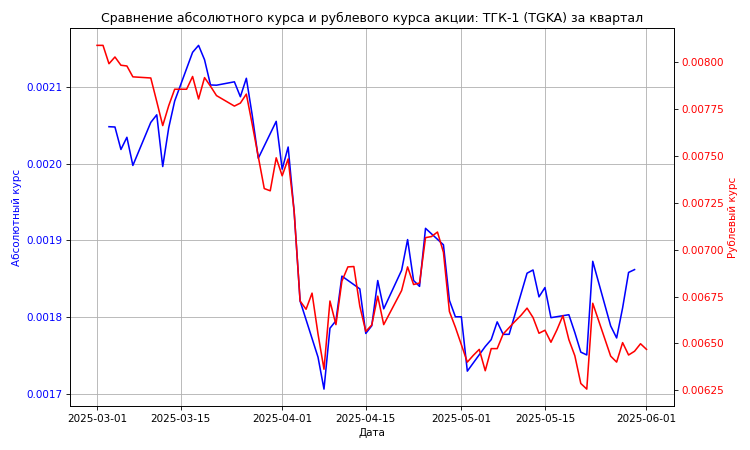 Сравнение абсолютного курса и рублевого курса акции: ТГК-1 (TGKA) за квартал
Абсолютный курс
0.0021
0.0020
0.0019
0.0018
0.0017
0.00800
0.00775
0.00750
0.00725
0.00700
0.00675
0.00650
0.00625
Рублевый курс
2025-03-01 2025-03-15 2025-04-01 2025-04-15 2025-05-01 2025-05-15 2025-06-01
Дата